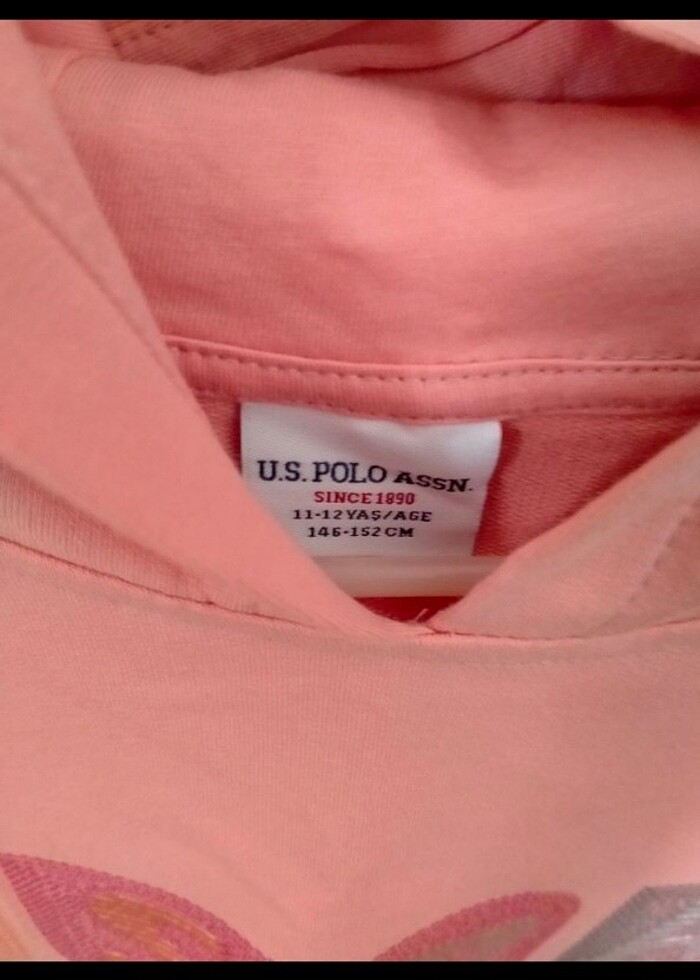 U.S. POLO ASSN.
SINCE 1890
11-12 YAŞ/AGE
146-152 CM